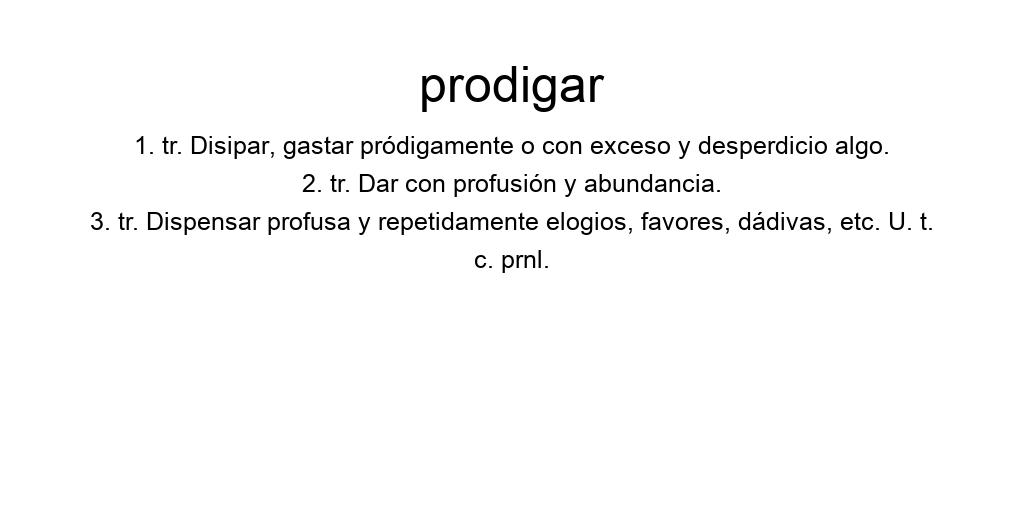 prodigar
1. tr. Disipar, gastar pródigamente o con exceso y desperdicio algo.
2. tr. Dar con profusión y abundancia.
3. tr. Dispensar profusa y repetidamente elogios, favores, dádivas, etc. U. t.
c. prnl.